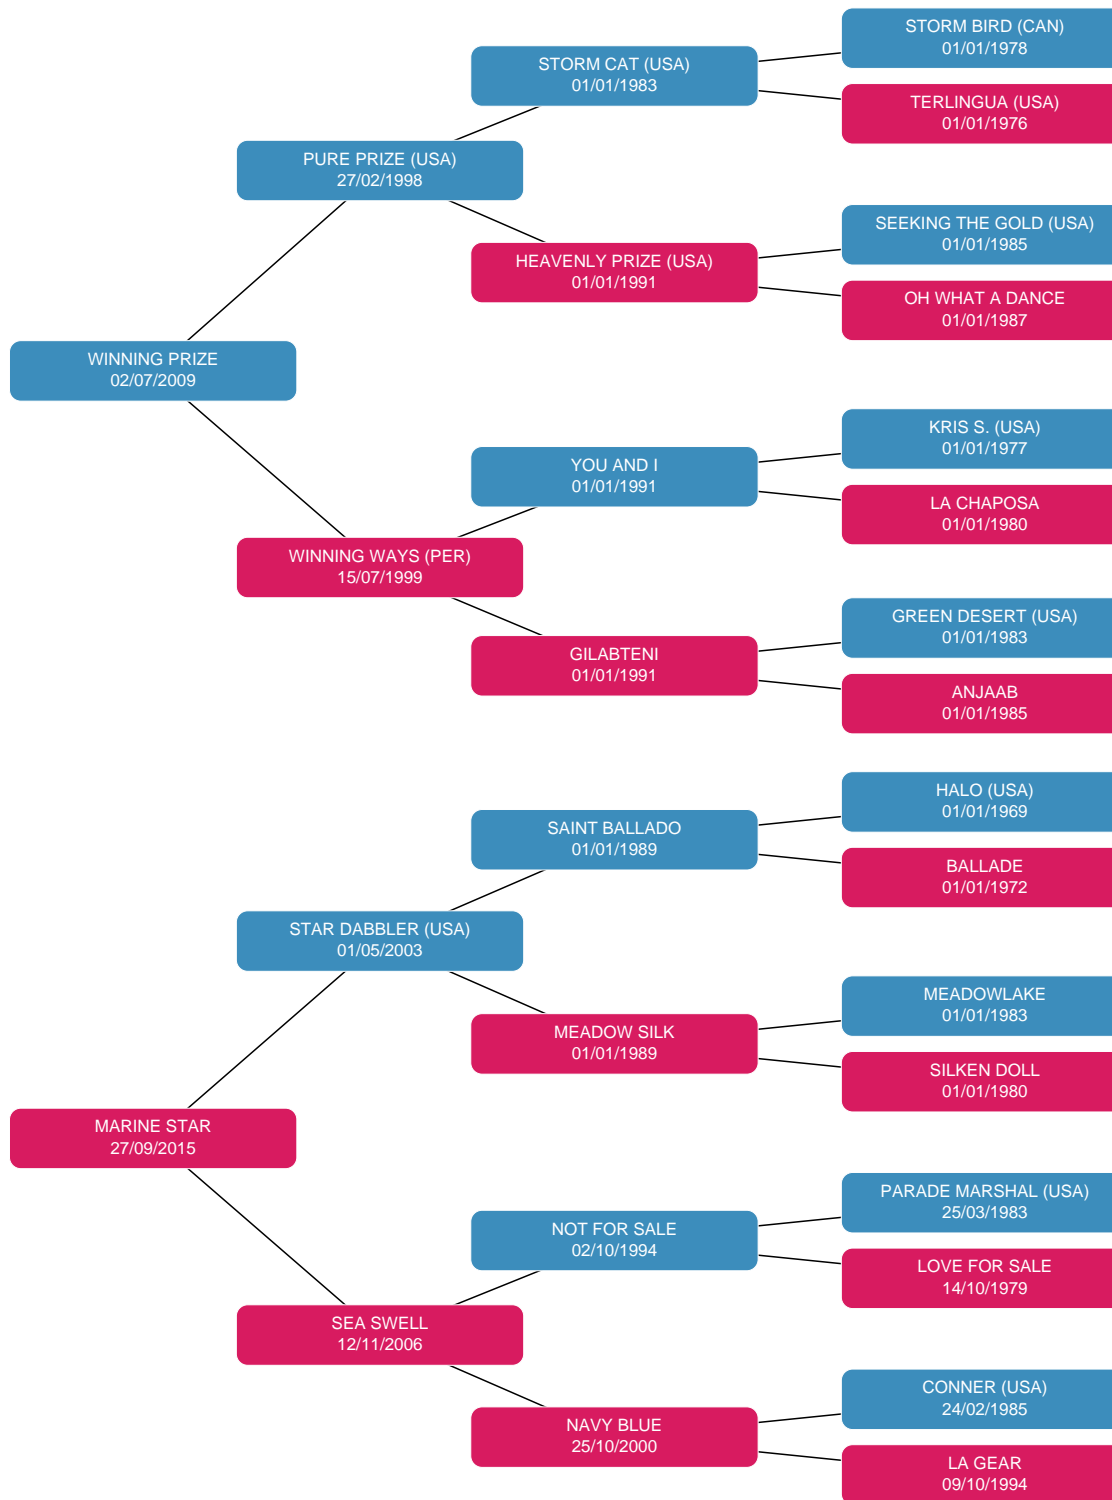 STORM BIRD (CAN)
01/01/1978
STORM CAT (USA)
01/01/1983
TERLINGUA (USA)
01/01/1976
PURE PRIZE (USA)
27/02/1998
SEEKING THE GOLD (USA)
01/01/1985
HEAVENLY PRIZE (USA)
01/01/1991
OH WHAT A DANCE
01/01/1987
WINNING PRIZE
02/07/2009
KRIS S. (USA)
01/01/1977
YOU AND I
01/01/1991
LA CHAPOSA
01/01/1980
WINNING WAYS (PER)
15/07/1999
GREEN DESERT (USA)
01/01/1983
GILABTENI
01/01/1991
ANJAAB
01/01/1985
HALO (USA)
01/01/1969
SAINT BALLADO
01/01/1989
BALLADE
01/01/1972
STAR DABBLER (USA)
01/05/2003
MEADOWLAKE
01/01/1983
MEADOW SILK
01/01/1989
SILKEN DOLL
01/01/1980
MARINE STAR
27/09/2015
PARADE MARSHAL (USA)
25/03/1983
NOT FOR SALE
02/10/1994
LOVE FOR SALE
14/10/1979
SEA SWELL
12/11/2006
CONNER (USA)
24/02/1985
NAVY BLUE
25/10/2000
LA GEAR
09/10/1994